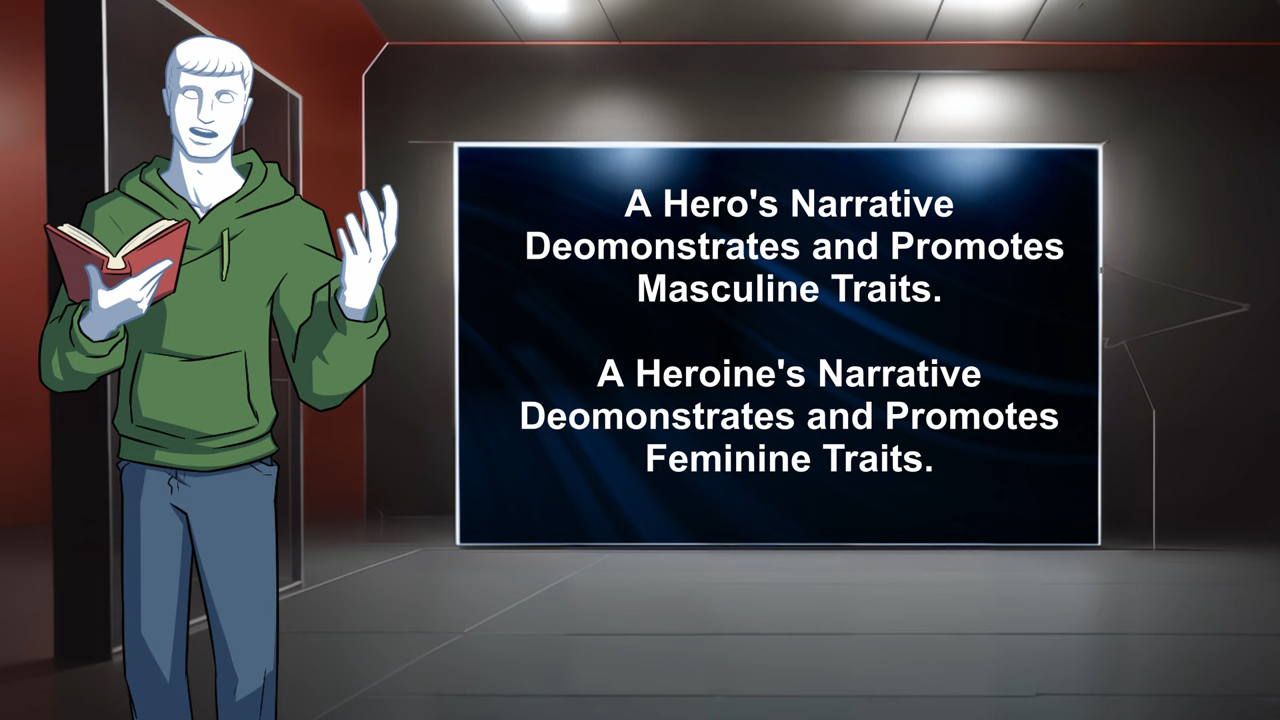 A Hero's Narrative
Deomonstrates and Promotes
Masculine Traits.
A Heroine's Narrative
Deomonstrates and Promotes
Feminine Traits.